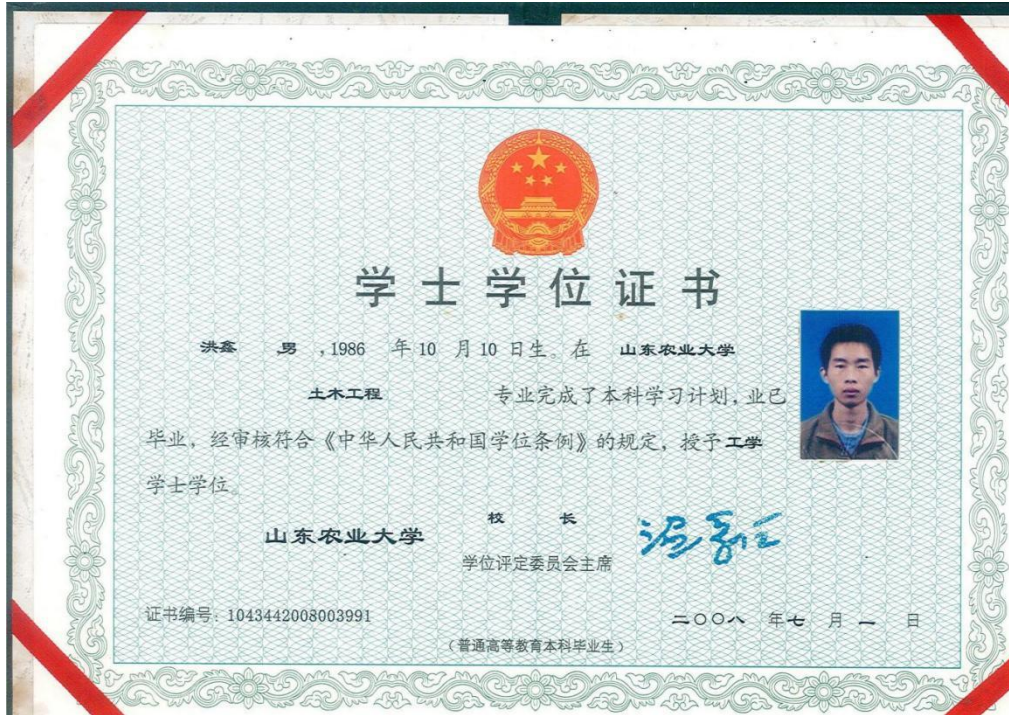 学士学位证书
洪鑫 ,男 ,1986 年 10 月 10 日生。在 山东农业大学
土木工程 专业完成了本科学习计划,业已
毕业,经审核符合《中华人民共和国学位条例》的规定,授予工学
学士学位。
山东农业大学 校 长
学位评定委员会主席
证书编号:1043442008003991 二〇〇八 年七 月 一 日
(普通高等教育本科毕业生)